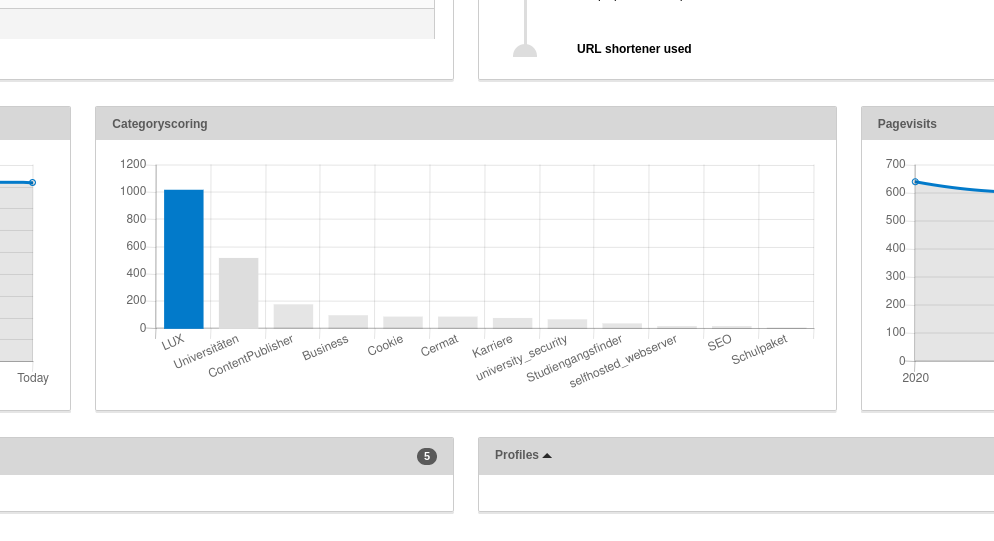 URL shortener used
Categoryscoring
1200
1000
800
600
400
200
0
LUX
Universitäten
ContentPublisher
Business
Cookie
Cermat
Karriere
university_security
Studiengangsfinder
selfhosted_webserver
SEO
Schulpaket
Pagevisits
700
600
500
400
300
200
100
0
2020
Today
5
Profiles